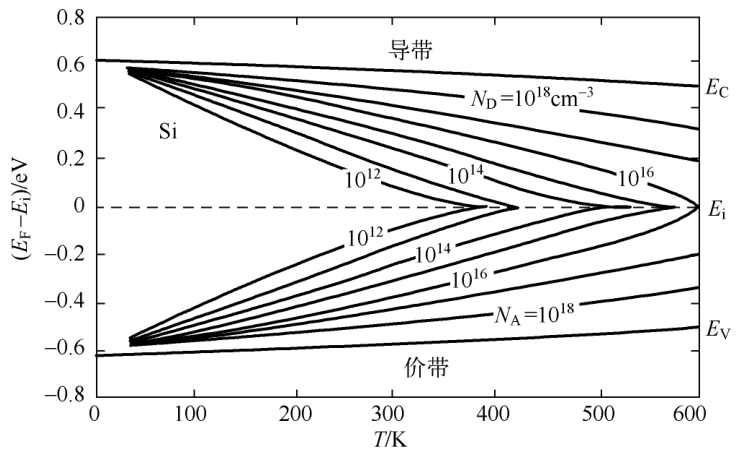 0.8
0.6
0.4
0.2
0
−0.2
−0.4
−0.6
−0.8
(E_F−E_i)/eV
导带
E_C
N_D=10^18cm^−3
Si
10^12
10^14
10^16
E_i
10^12
10^14
10^16
N_A=10^18
E_V
价带
0
100
200
300
400
500
600
T/K